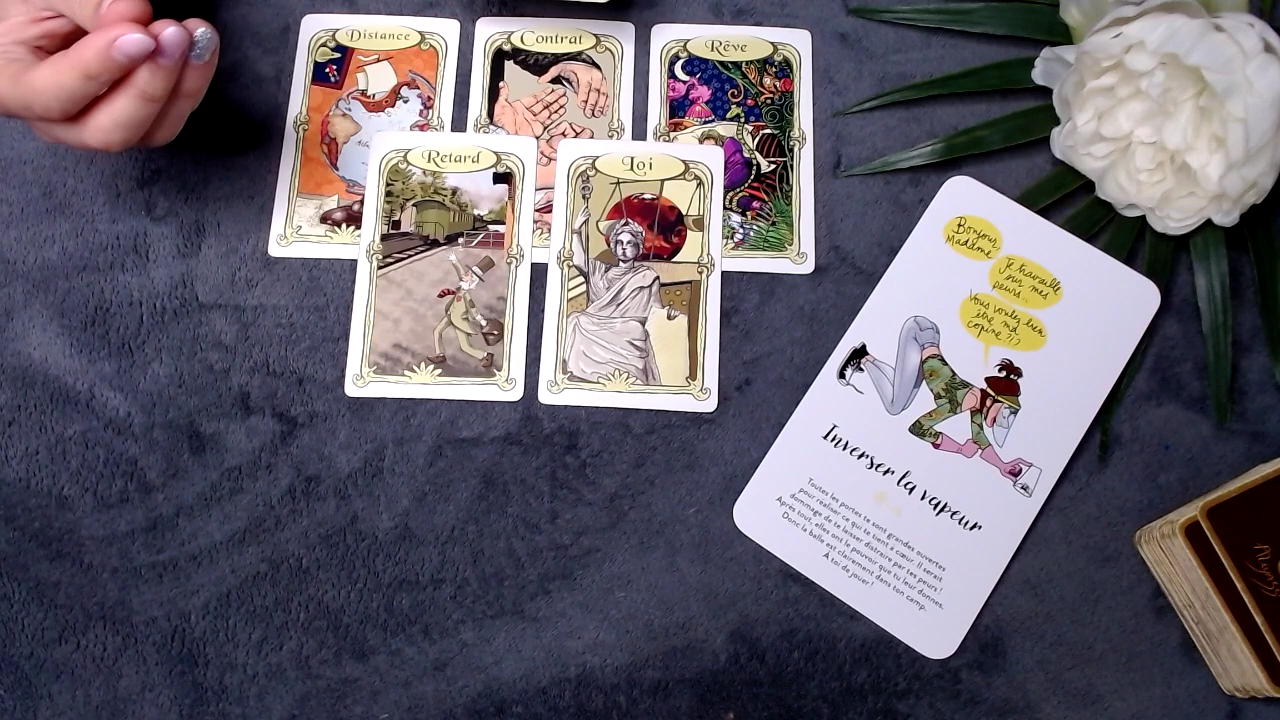 Distance
Contrat
Rêve
Retard
Loi
Bonjour
Madame
Je travaille
sur mes
peurs..
Vous voulez bien
être ma
copine ???
Inverser la vapeur
Toutes les portes te sont grandes ouvertes
pour réaliser ce qui te tient à cœur. Il serait
dommage de te laisser distraire par tes peurs !
Après tout, elles ont le pouvoir que tu leur donnes.
Donc la balle est clairement dans ton camp.
À toi de jouer !